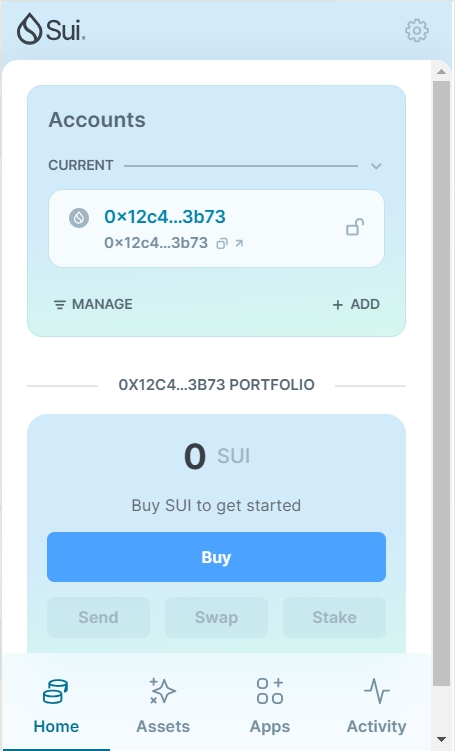 Sui.
Accounts
CURRENT
0×12c4...3b73
0×12c4...3b73
MANAGE + ADD
0X12C4...3B73 PORTFOLIO
0 SUI
Buy SUI to get started
Buy
Send Swap Stake
Home Assets Apps Activity